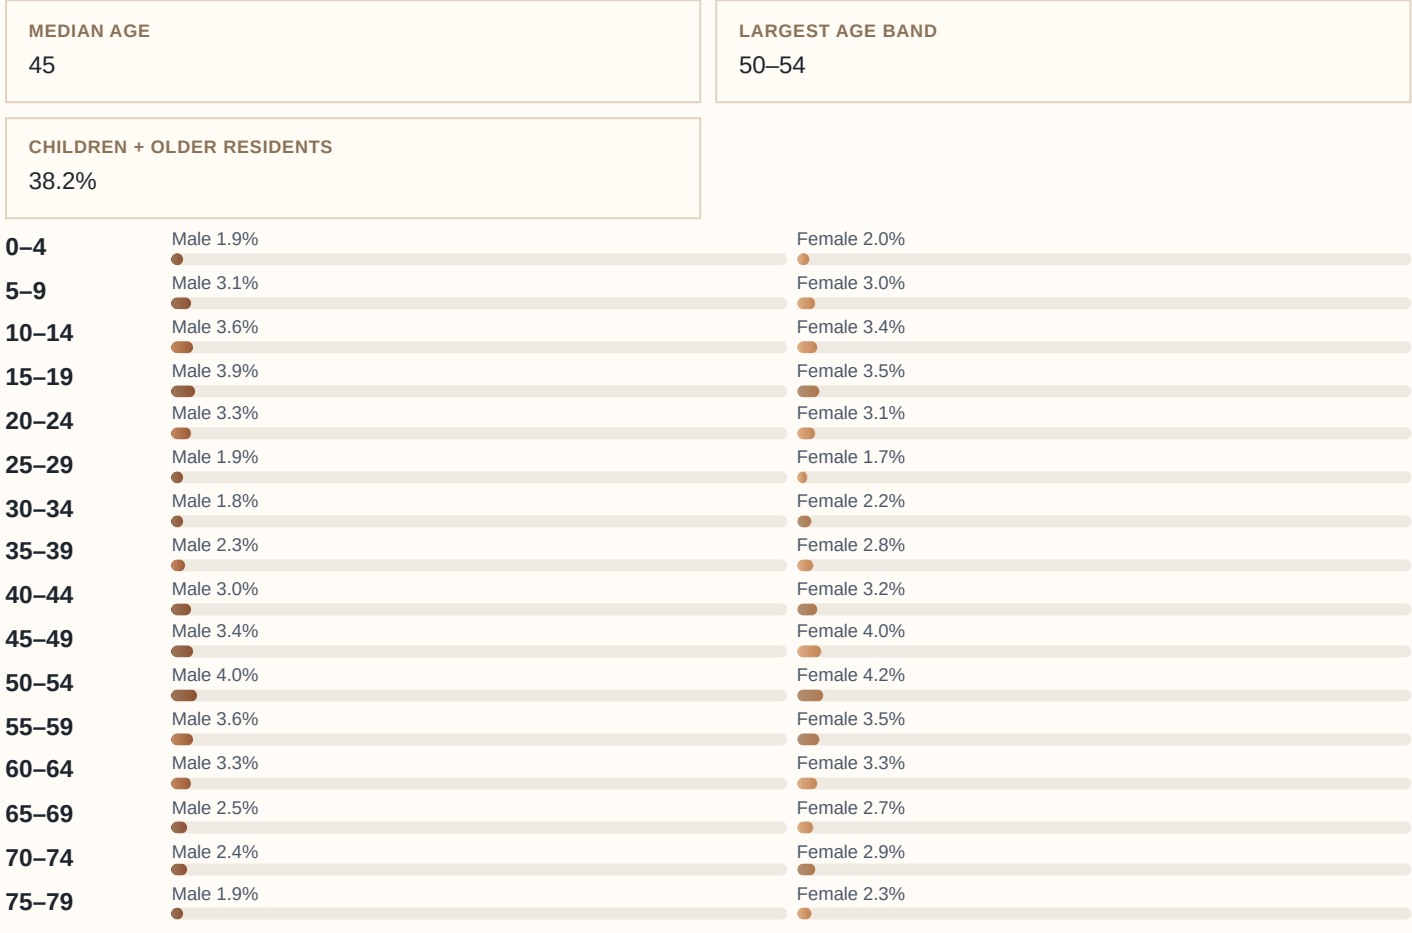 MEDIAN AGE
45
LARGEST AGE BAND
50–54
CHILDREN + OLDER RESIDENTS
38.2%
0–4 Male 1.9% Female 2.0%
5–9 Male 3.1% Female 3.0%
10–14 Male 3.6% Female 3.4%
15–19 Male 3.9% Female 3.5%
20–24 Male 3.3% Female 3.1%
25–29 Male 1.9% Female 1.7%
30–34 Male 1.8% Female 2.2%
35–39 Male 2.3% Female 2.8%
40–44 Male 3.0% Female 3.2%
45–49 Male 3.4% Female 4.0%
50–54 Male 4.0% Female 4.2%
55–59 Male 3.6% Female 3.5%
60–64 Male 3.3% Female 3.3%
65–69 Male 2.5% Female 2.7%
70–74 Male 2.4% Female 2.9%
75–79 Male 1.9% Female 2.3%